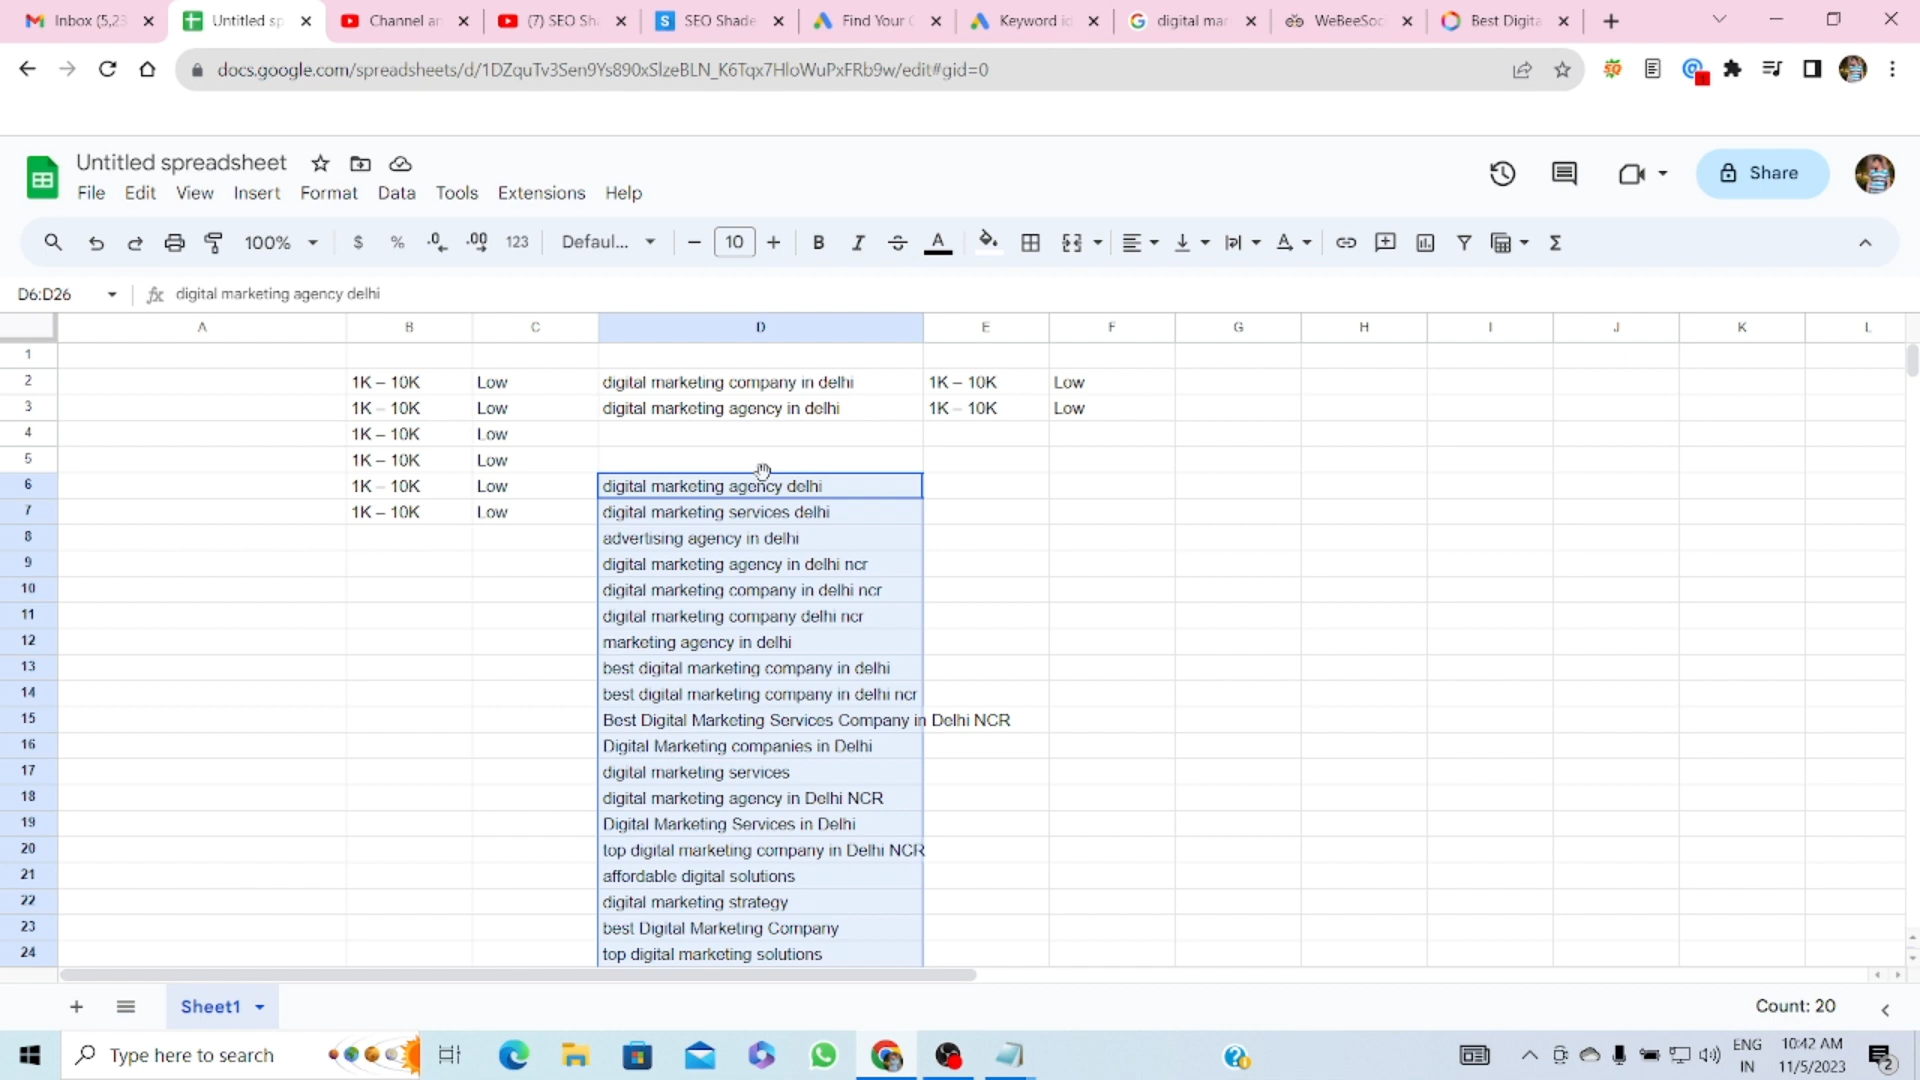 Inbox (5,23
Untitled sp
Channel an
(7) SEO Sha
SEO Shade
Find Your C
Keyword id
digital mar
WeBeeSoc
Best Digita
docs.google.com/spreadsheets/d/1DZquTv3Sen9Ys890xSlzeBLN_K6Tqx7HloWuPxFRb9w/edit#gid=0
Untitled spreadsheet
File Edit View Insert Format Data Tools Extensions Help
Share
100% $ % .0 .00 123 Defaul... 10 B I A
D6:D26 fx digital marketing agency delhi
A B C D E F G H I J K L
1
2 1K – 10K Low digital marketing company in delhi 1K – 10K Low
3 1K – 10K Low digital marketing agency in delhi 1K – 10K Low
4 1K – 10K Low
5 1K – 10K Low
6 1K – 10K Low digital marketing agency delhi
7 1K – 10K Low digital marketing services delhi
8 advertising agency in delhi
9 digital marketing agency in delhi ncr
10 digital marketing company in delhi ncr
11 digital marketing company delhi ncr
12 marketing agency in delhi
13 best digital marketing company in delhi
14 best digital marketing company in delhi ncr
15 Best Digital Marketing Services Company in Delhi NCR
16 Digital Marketing companies in Delhi
17 digital marketing services
18 digital marketing agency in Delhi NCR
19 Digital Marketing Services in Delhi
20 top digital marketing company in Delhi NCR
21 affordable digital solutions
22 digital marketing strategy
23 best Digital Marketing Company
24 top digital marketing solutions
Sheet1
Count: 20
Type here to search
ENG
IN
10:42 AM
11/5/2023
2